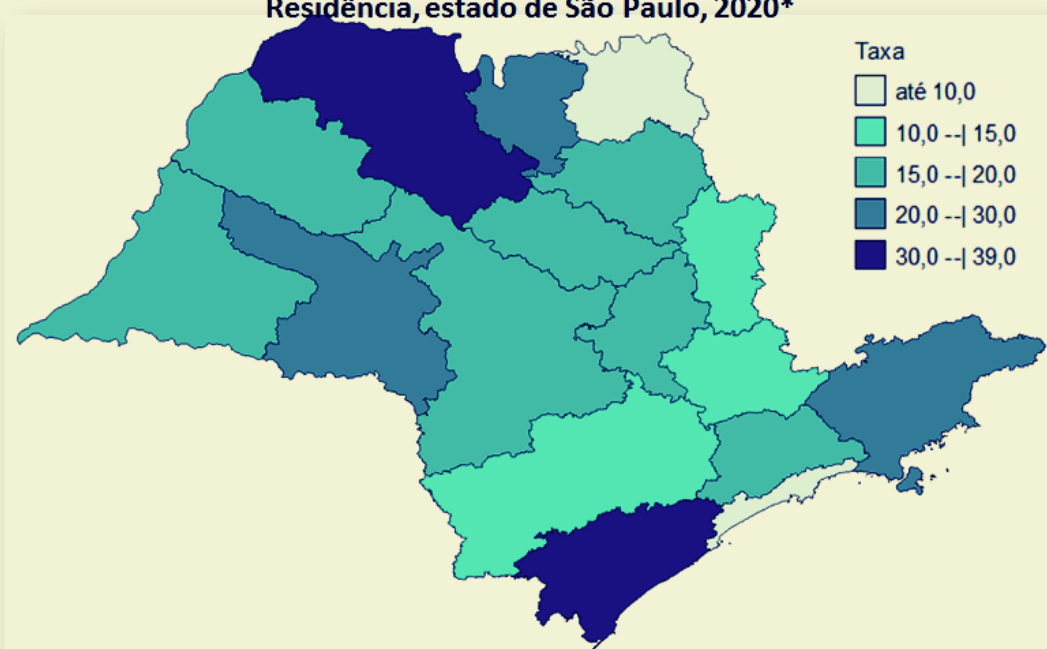 Residência, estado de São Paulo, 2020*
Taxa
até 10,0
10,0 --| 15,0
15,0 --| 20,0
20,0 --| 30,0
30,0 --| 39,0